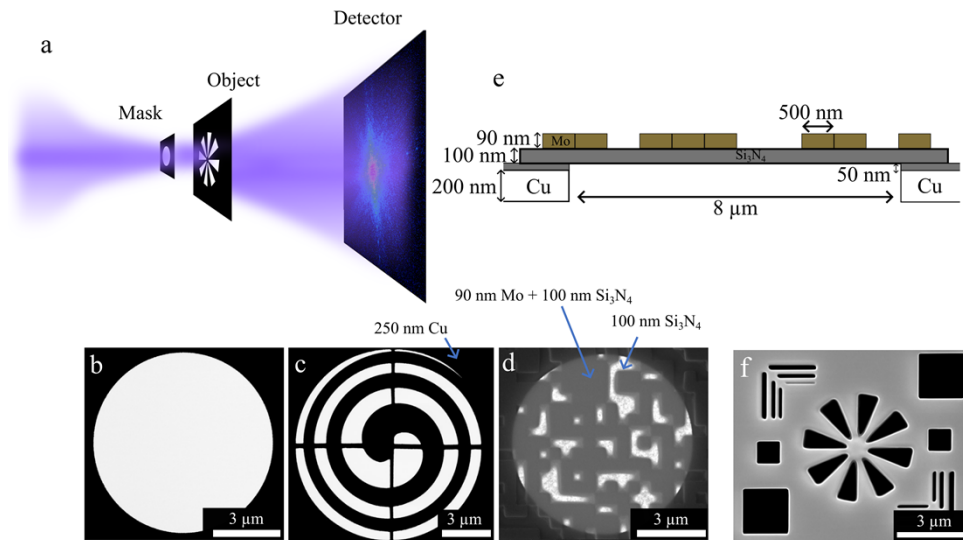 a
Mask
Object
Detector
e
500 nm
90 nm
Mo
100 nm
Si₃N₄
200 nm
Cu
50 nm
Cu
8 µm
90 nm Mo + 100 nm Si₃N₄
250 nm Cu
100 nm Si₃N₄
b
3 µm
c
3 µm
d
3 µm
f
3 µm